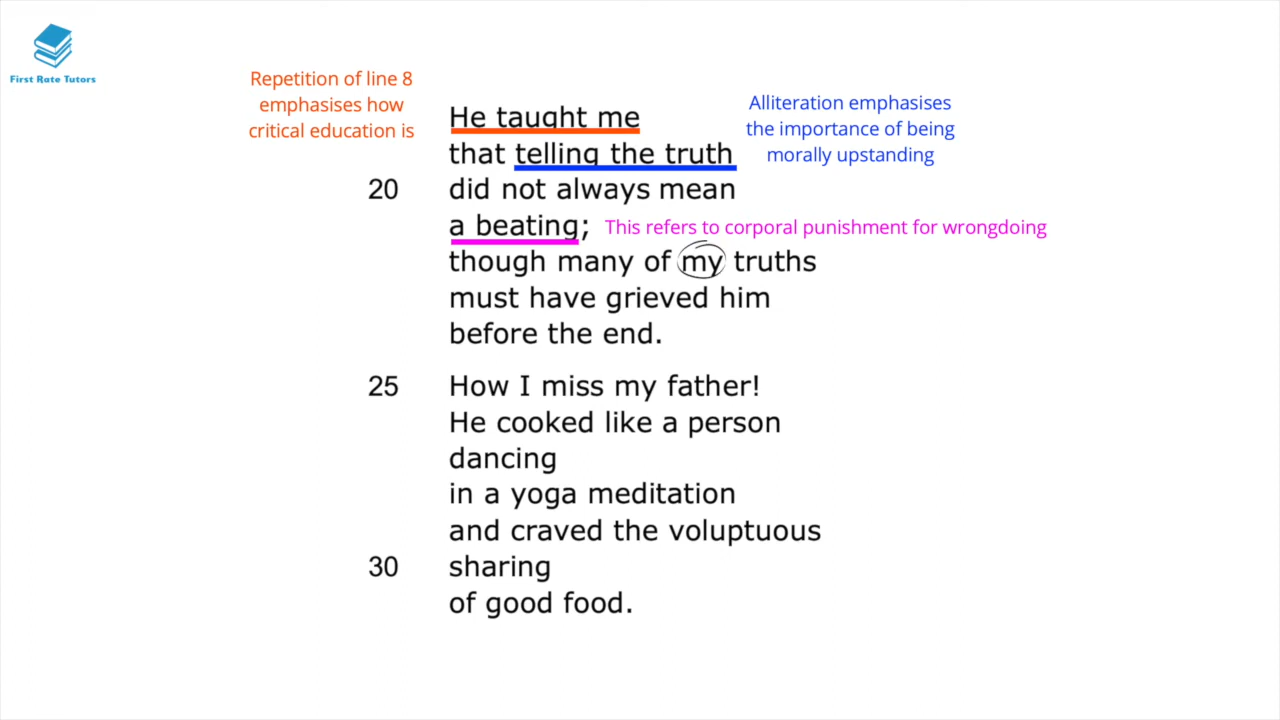 First Rate Tutors
Repetition of line 8
emphasises how
critical education is
Alliteration emphasises
the importance of being
morally upstanding
He taught me
that telling the truth
20 did not always mean
a beating; This refers to corporal punishment for wrongdoing
though many of my truths
must have grieved him
before the end.
25 How I miss my father!
He cooked like a person
dancing
in a yoga meditation
and craved the voluptuous
30 sharing
of good food.